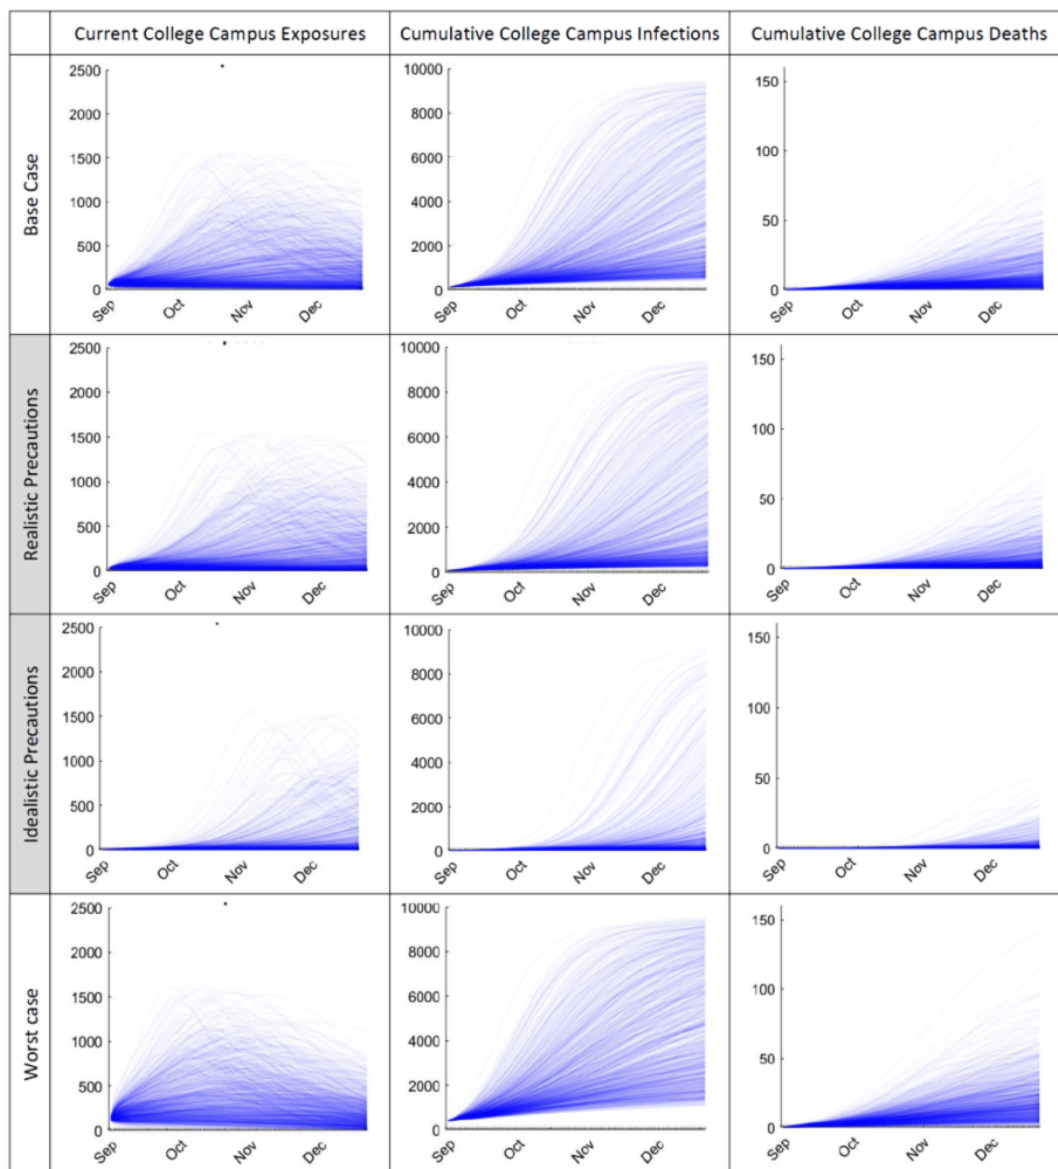 Current College Campus Exposures
Cumulative College Campus Infections
Cumulative College Campus Deaths
Base Case
2500
2000
1500
1000
500
0
Sep
Oct
Nov
Dec
10000
8000
6000
4000
2000
0
Sep
Oct
Nov
Dec
150
100
50
0
Sep
Oct
Nov
Dec
Realistic Precautions
2500
2000
1500
1000
500
0
Sep
Oct
Nov
Dec
10000
8000
6000
4000
2000
0
Sep
Oct
Nov
Dec
150
100
50
0
Sep
Oct
Nov
Dec
Idealistic Precautions
2500
2000
1500
1000
500
0
Sep
Oct
Nov
Dec
10000
8000
6000
4000
2000
0
Sep
Oct
Nov
Dec
150
100
50
0
Sep
Oct
Nov
Dec
Worst case
2500
2000
1500
1000
500
0
Sep
Oct
Nov
Dec
10000
8000
6000
4000
2000
0
Sep
Oct
Nov
Dec
150
100
50
0
Sep
Oct
Nov
Dec